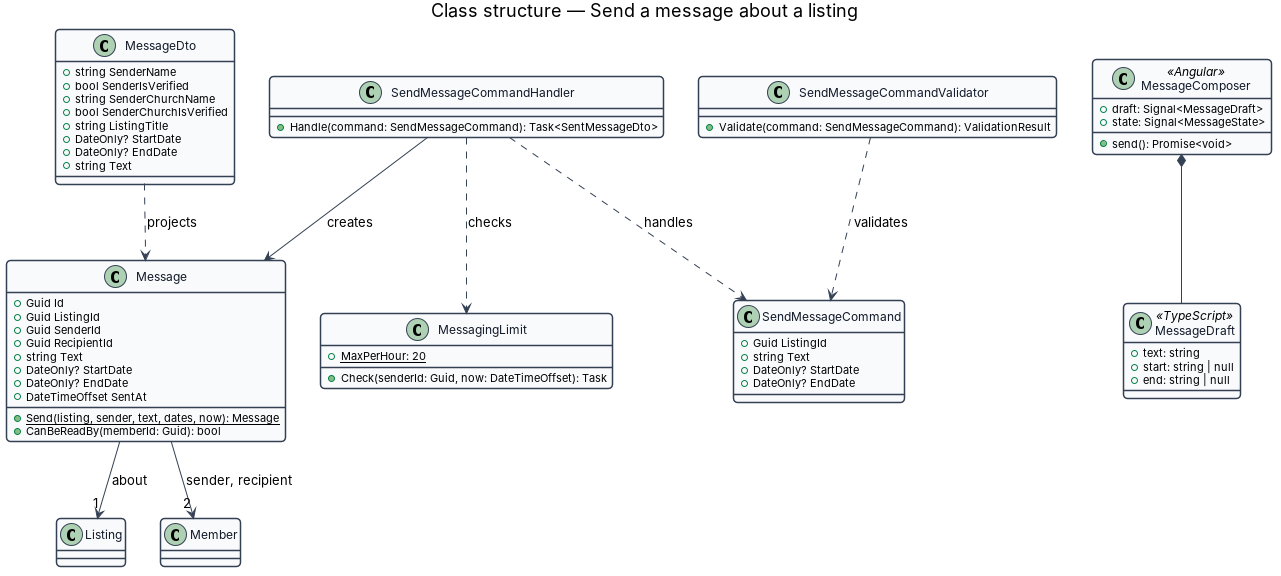 Class structure — Send a message about a listing
C MessageDto
string SenderName
bool SenderIsVerified
string SenderChurchName
bool SenderChurchIsVerified
string ListingTitle
DateOnly? StartDate
DateOnly? EndDate
string Text
C SendMessageCommandHandler
Handle(command: SendMessageCommand): Task<SentMessageDto>
C SendMessageCommandValidator
Validate(command: SendMessageCommand): ValidationResult
C «Angular»
MessageComposer
draft: Signal<MessageDraft>
state: Signal<MessageState>
send(): Promise<void>
projects
creates
checks
handles
validates
C Message
Guid Id
Guid ListingId
Guid SenderId
Guid RecipientId
string Text
DateOnly? StartDate
DateOnly? EndDate
DateTimeOffset SentAt
Send(listing, sender, text, dates, now): Message
CanBeReadBy(memberId: Guid): bool
C MessagingLimit
MaxPerHour: 20
Check(senderId: Guid, now: DateTimeOffset): Task
C SendMessageCommand
Guid ListingId
string Text
DateOnly? StartDate
DateOnly? EndDate
C «TypeScript»
MessageDraft
text: string
start: string | null
end: string | null
about
sender, recipient
1
2
C Listing
C Member